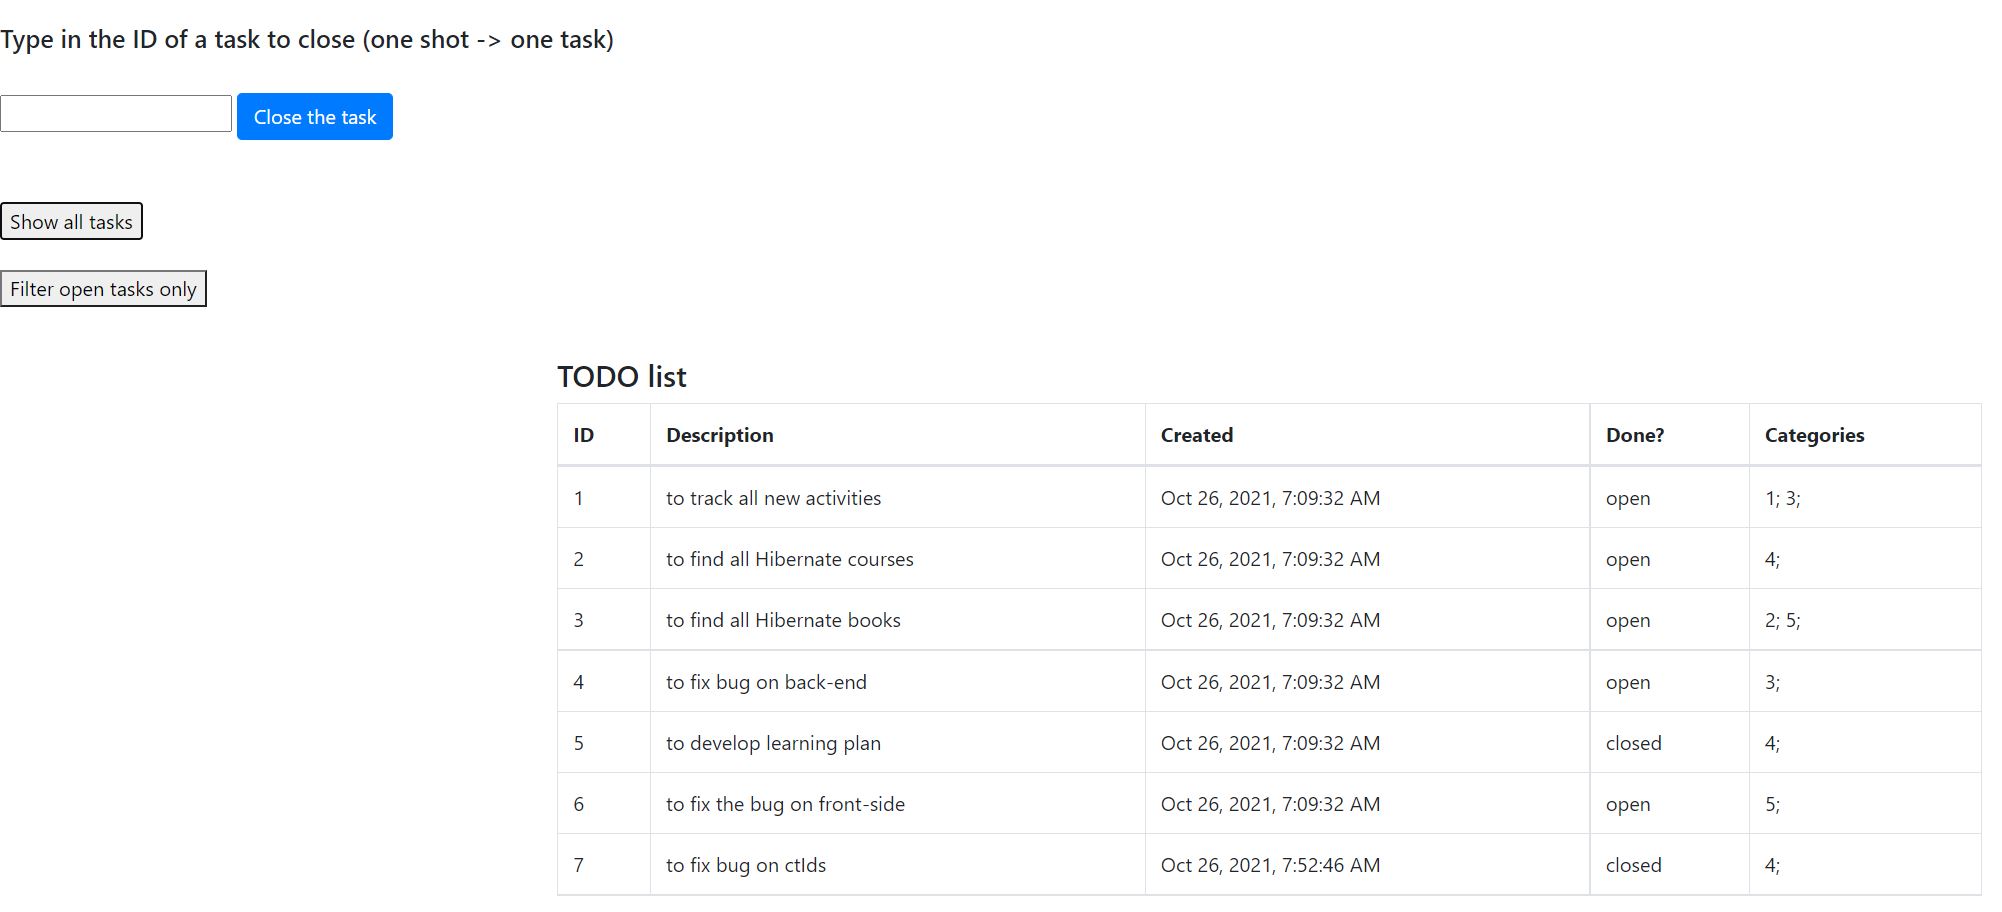 Type in the ID of a task to close (one shot -> one task)
Close the task
Show all tasks
Filter open tasks only
TODO list
ID Description Created Done? Categories
1 to track all new activities Oct 26, 2021, 7:09:32 AM open 1; 3;
2 to find all Hibernate courses Oct 26, 2021, 7:09:32 AM open 4;
3 to find all Hibernate books Oct 26, 2021, 7:09:32 AM open 2; 5;
4 to fix bug on back-end Oct 26, 2021, 7:09:32 AM open 3;
5 to develop learning plan Oct 26, 2021, 7:09:32 AM closed 4;
6 to fix the bug on front-side Oct 26, 2021, 7:09:32 AM open 5;
7 to fix bug on ctIds Oct 26, 2021, 7:52:46 AM closed 4;